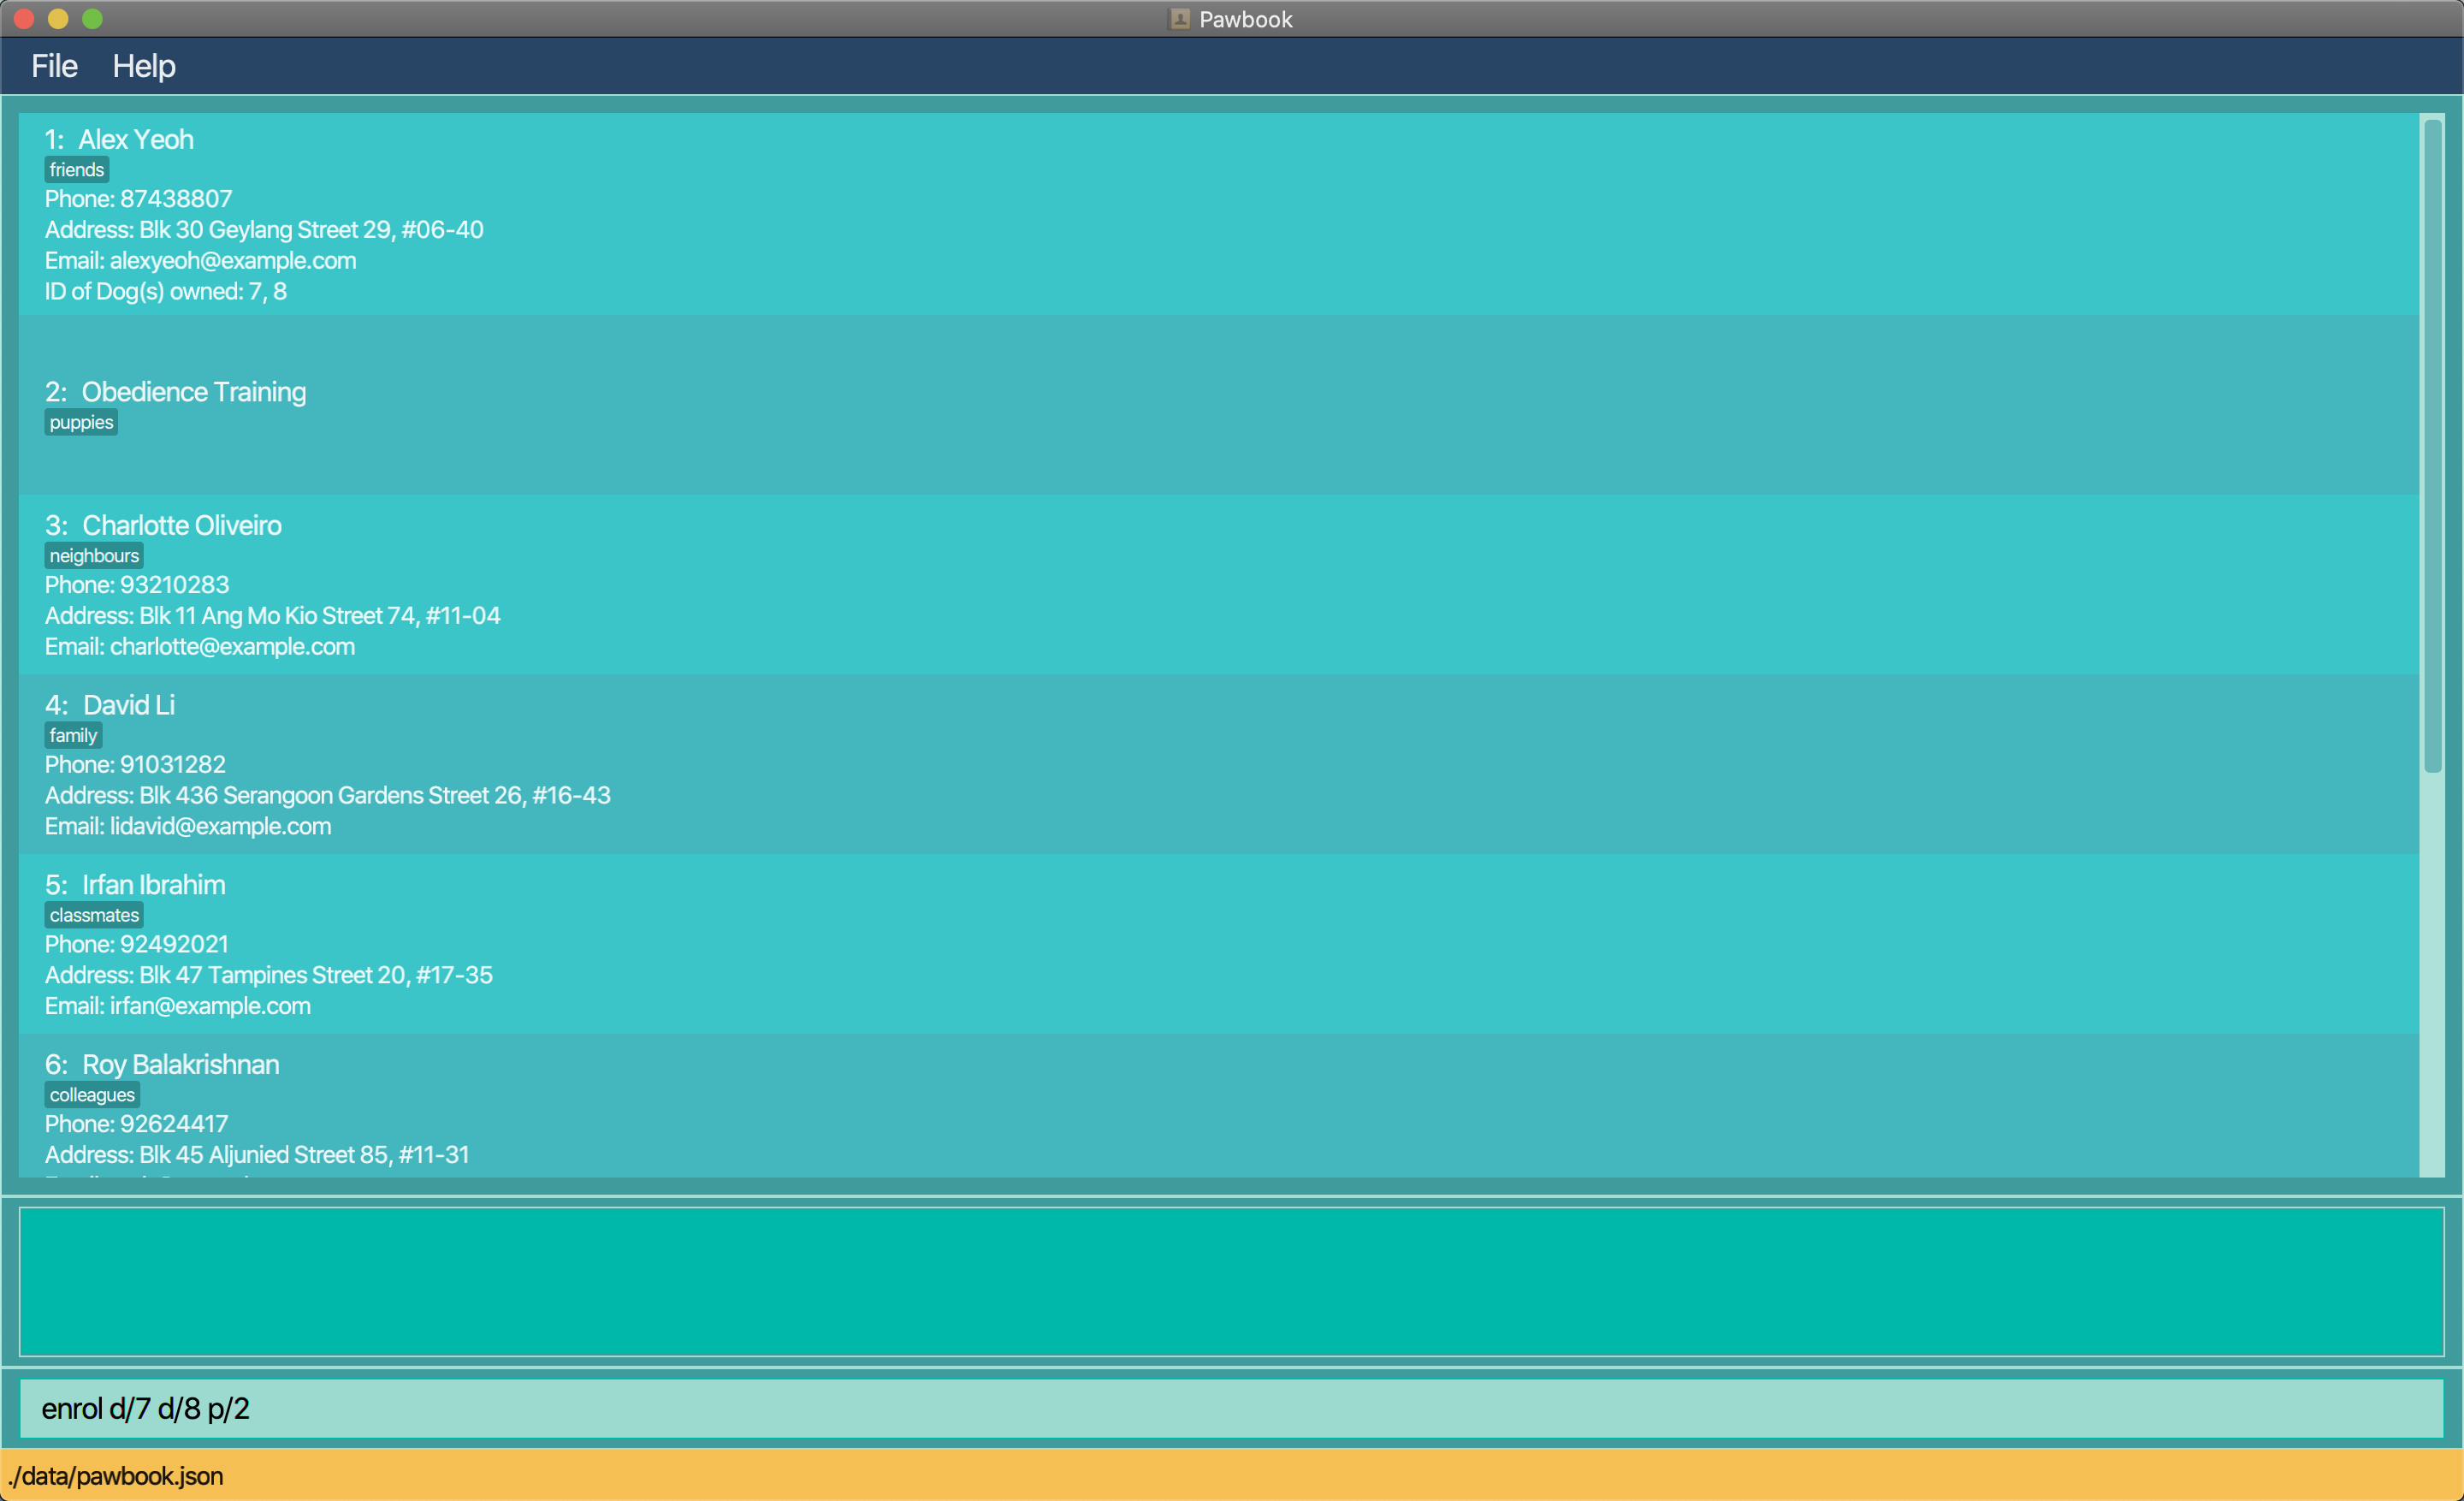 Pawbook
File Help
1: Alex Yeoh
friends
Phone: 87438807
Address: Blk 30 Geylang Street 29, #06-40
Email: alexyeoh@example.com
ID of Dog(s) owned: 7, 8
2: Obedience Training
puppies
3: Charlotte Oliveiro
neighbours
Phone: 93210283
Address: Blk 11 Ang Mo Kio Street 74, #11-04
Email: charlotte@example.com
4: David Li
family
Phone: 91031282
Address: Blk 436 Serangoon Gardens Street 26, #16-43
Email: lidavid@example.com
5: Irfan Ibrahim
classmates
Phone: 92492021
Address: Blk 47 Tampines Street 20, #17-35
Email: irfan@example.com
6: Roy Balakrishnan
colleagues
Phone: 92624417
Address: Blk 45 Aljunied Street 85, #11-31
enrol d/7 d/8 p/2
./data/pawbook.json